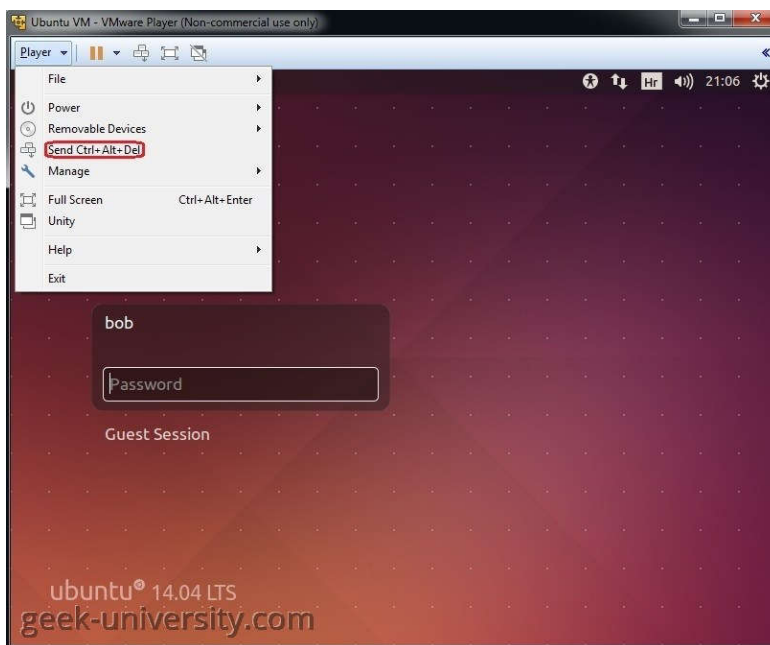 Ubuntu VM - VMware Player (Non-commercial use only)
Player
File
Hr 21:06
Power
Removable Devices
Send Ctrl+Alt+Del
Manage
Full Screen Ctrl+Alt+Enter
Unity
Help
Exit
bob
Password
Guest Session
ubuntu 14.04 LTS
geek-university.com